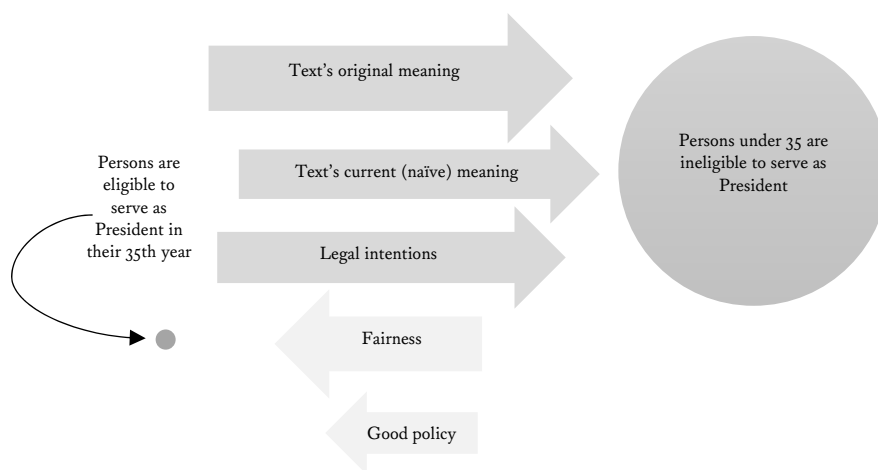 Text’s original meaning
Persons are
eligible to
serve as
President in
their 35th year
Text’s current (naïve) meaning
Persons under 35 are
ineligible to serve as
President
Legal intentions
Fairness
Good policy